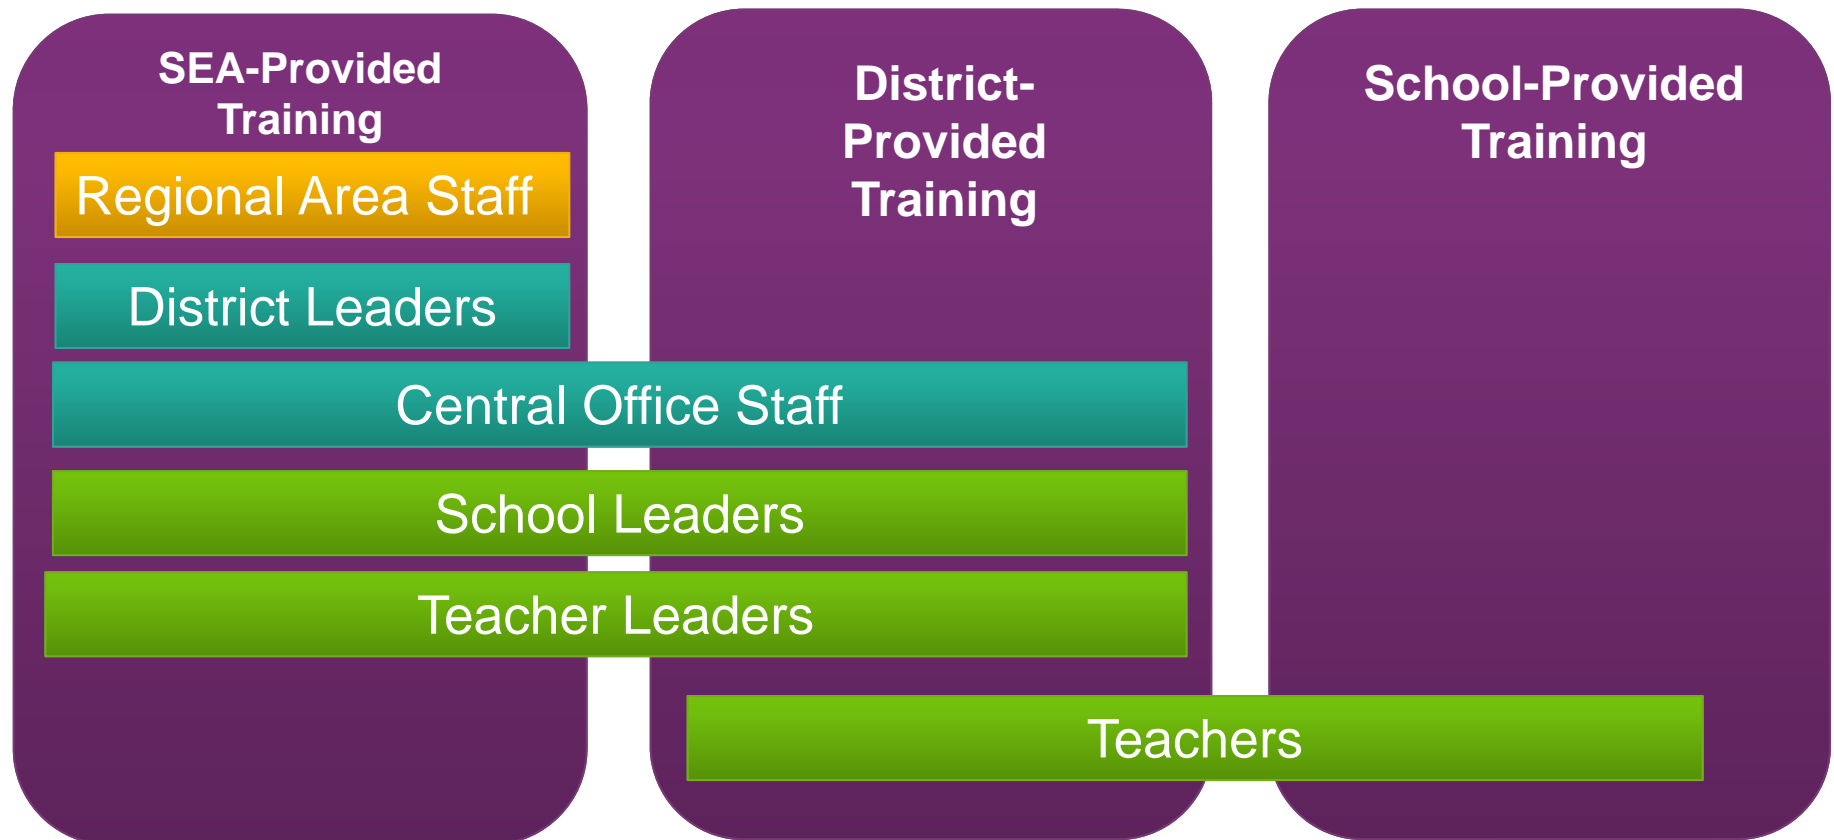 SEA-Provided
Training
District-
Provided
Training
School-Provided
Training
Regional Area Staff
District Leaders
Central Office Staff
School Leaders
Teacher Leaders
Teachers